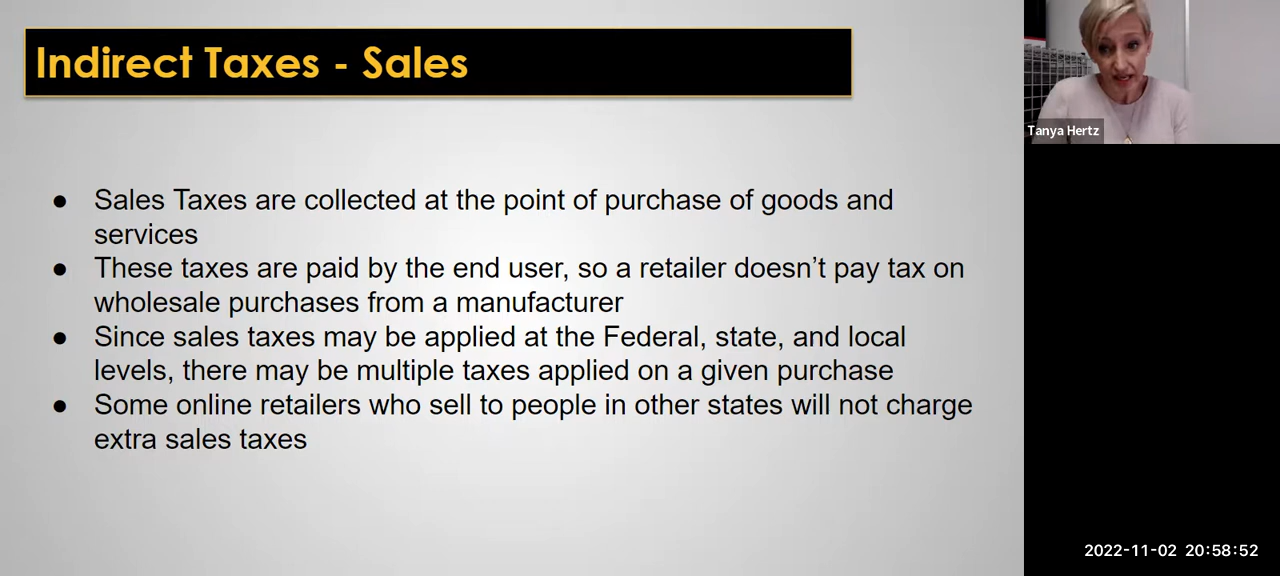 Indirect Taxes - Sales
Tanya Hertz
● Sales Taxes are collected at the point of purchase of goods and
services
● These taxes are paid by the end user, so a retailer doesn’t pay tax on
wholesale purchases from a manufacturer
● Since sales taxes may be applied at the Federal, state, and local
levels, there may be multiple taxes applied on a given purchase
● Some online retailers who sell to people in other states will not charge
extra sales taxes
2022-11-02 20:58:52